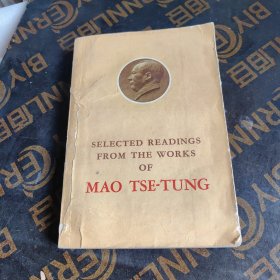 SELECTED READINGS
FROM THE WORKS
OF
MAO TSE-TUNG